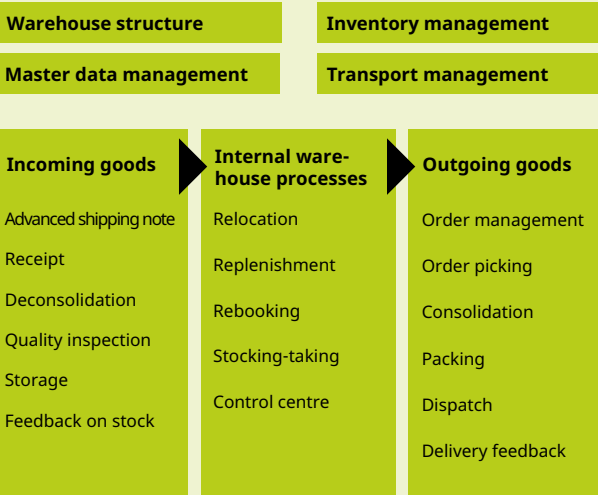 Warehouse structure
Inventory management
Master data management
Transport management
Incoming goods
Advanced shipping note
Receipt
Deconsolidation
Quality inspection
Storage
Feedback on stock
Internal ware-
house processes
Relocation
Replenishment
Rebooking
Stocking-taking
Control centre
Outgoing goods
Order management
Order picking
Consolidation
Packing
Dispatch
Delivery feedback